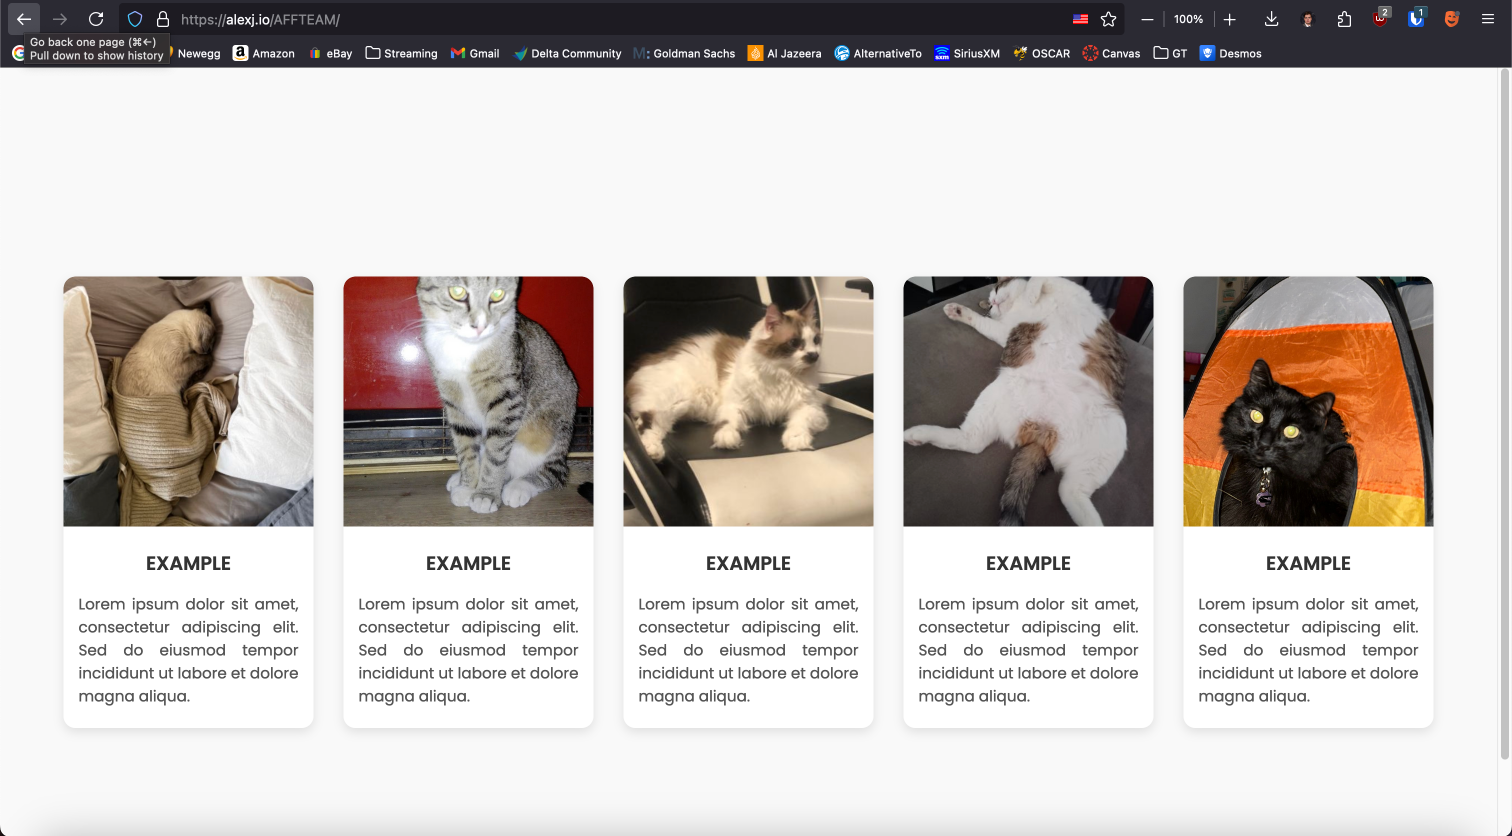 https://alexj.io/AFFTEAM/
100%
2
1
Go back one page (⌘←)
Pull down to show history
Newegg
Amazon
eBay
Streaming
Gmail
Delta Community
M: Goldman Sachs
Al Jazeera
AlternativeTo
SiriusXM
OSCAR
Canvas
GT
Desmos
EXAMPLE
Lorem ipsum dolor sit amet,
consectetur adipiscing elit.
Sed do eiusmod tempor
incididunt ut labore et dolore
magna aliqua.
EXAMPLE
Lorem ipsum dolor sit amet,
consectetur adipiscing elit.
Sed do eiusmod tempor
incididunt ut labore et dolore
magna aliqua.
EXAMPLE
Lorem ipsum dolor sit amet,
consectetur adipiscing elit.
Sed do eiusmod tempor
incididunt ut labore et dolore
magna aliqua.
EXAMPLE
Lorem ipsum dolor sit amet,
consectetur adipiscing elit.
Sed do eiusmod tempor
incididunt ut labore et dolore
magna aliqua.
EXAMPLE
Lorem ipsum dolor sit amet,
consectetur adipiscing elit.
Sed do eiusmod tempor
incididunt ut labore et dolore
magna aliqua.